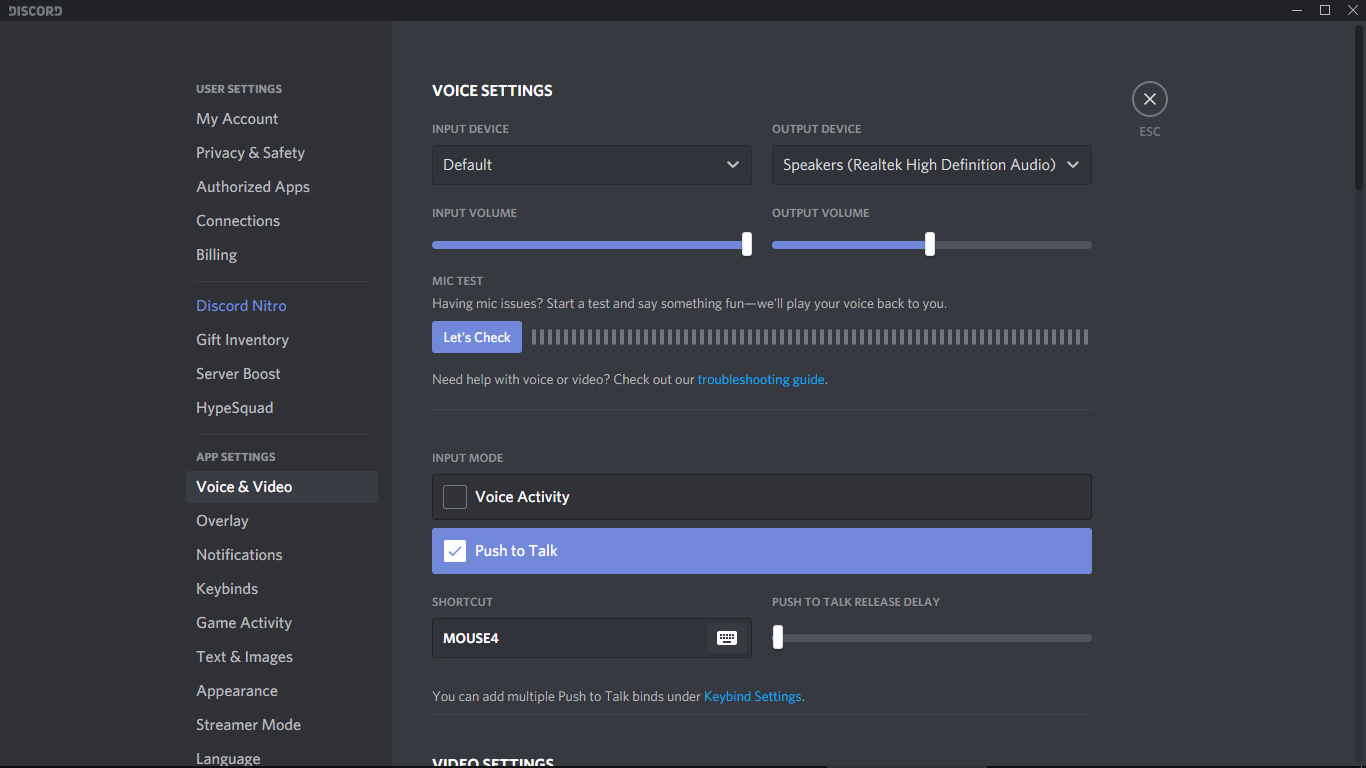 DISCORD
USER SETTINGS
My Account
Privacy & Safety
Authorized Apps
Connections
Billing
Discord Nitro
Gift Inventory
Server Boost
HypeSquad
APP SETTINGS
Voice & Video
Overlay
Notifications
Keybinds
Game Activity
Text & Images
Appearance
Streamer Mode
Language
VOICE SETTINGS
ESC
INPUT DEVICE
OUTPUT DEVICE
Default
Speakers (Realtek High Definition Audio)
INPUT VOLUME
OUTPUT VOLUME
MIC TEST
Having mic issues? Start a test and say something fun—we'll play your voice back to you.
Let's Check
Need help with voice or video? Check out our troubleshooting guide.
INPUT MODE
Voice Activity
Push to Talk
SHORTCUT
PUSH TO TALK RELEASE DELAY
MOUSE4
You can add multiple Push to Talk binds under Keybind Settings.
VIDEO SETTINGS